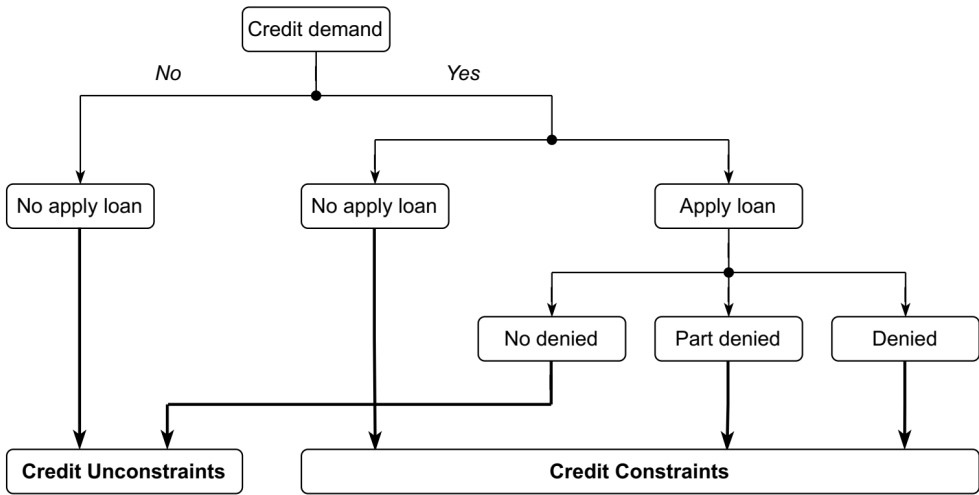 Credit demand
No
Yes
No apply loan
No apply loan
Apply loan
No denied
Part denied
Denied
Credit Unconstraints
Credit Constraints